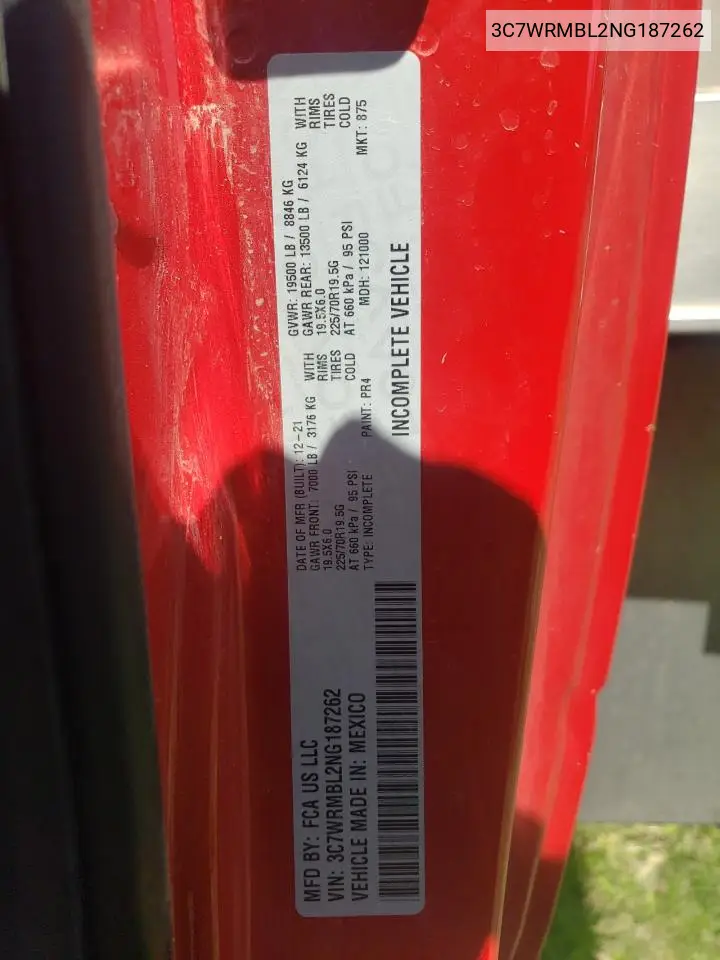 3C7WRMBL2NG187262
MFD BY: FCA US LLC
VIN: 3C7WRMBL2NG187262
VEHICLE MADE IN: MEXICO
DATE OF MFR (BUILT): 12-21
GAWR FRONT: 7000 LB / 3176 KG WITH
19.5X6.0 RIMS
225/70R19.5G TIRES
AT 660 kPa / 95 PSI COLD
TYPE: INCOMPLETE PAINT: PR4
GVWR: 19500 LB / 8846 KG
GAWR REAR: 13500 LB / 6124 KG WITH
19.5X6.0 RIMS
225/70R19.5G TIRES
AT 660 kPa / 95 PSI COLD
MDH: 121000 MKT: 875
INCOMPLETE VEHICLE